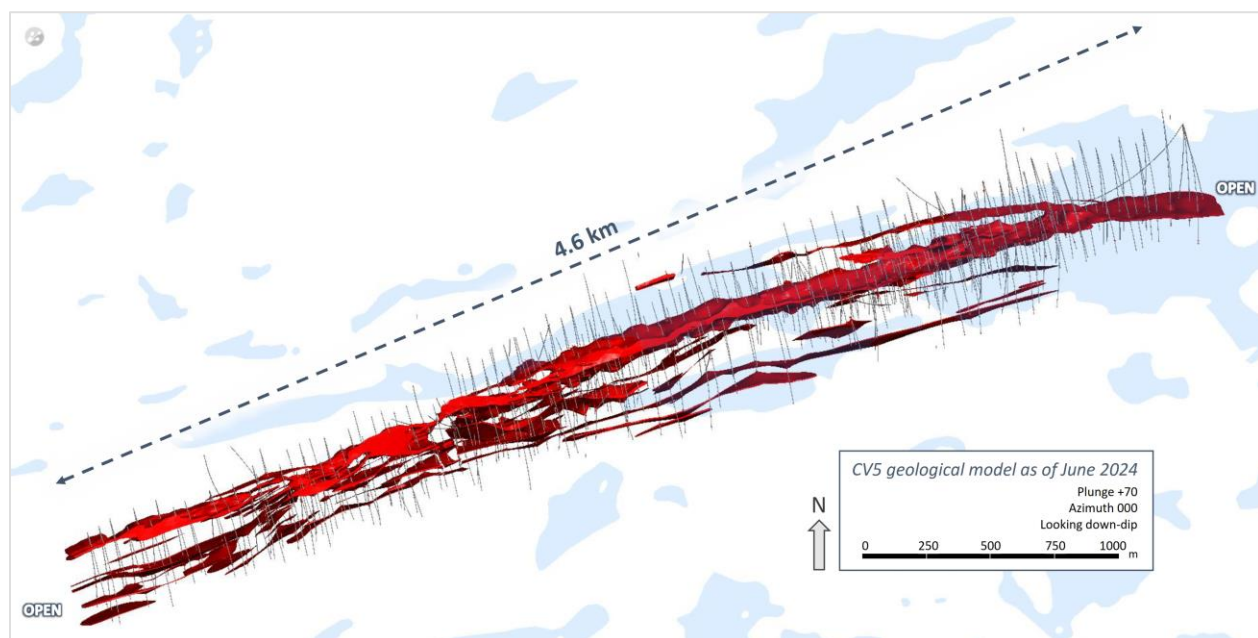 OPEN
4.6 km
OPEN
N
CV5 geological model as of June 2024
Plunge +70
Azimuth 000
Looking down-dip
0 250 500 750 1000
m